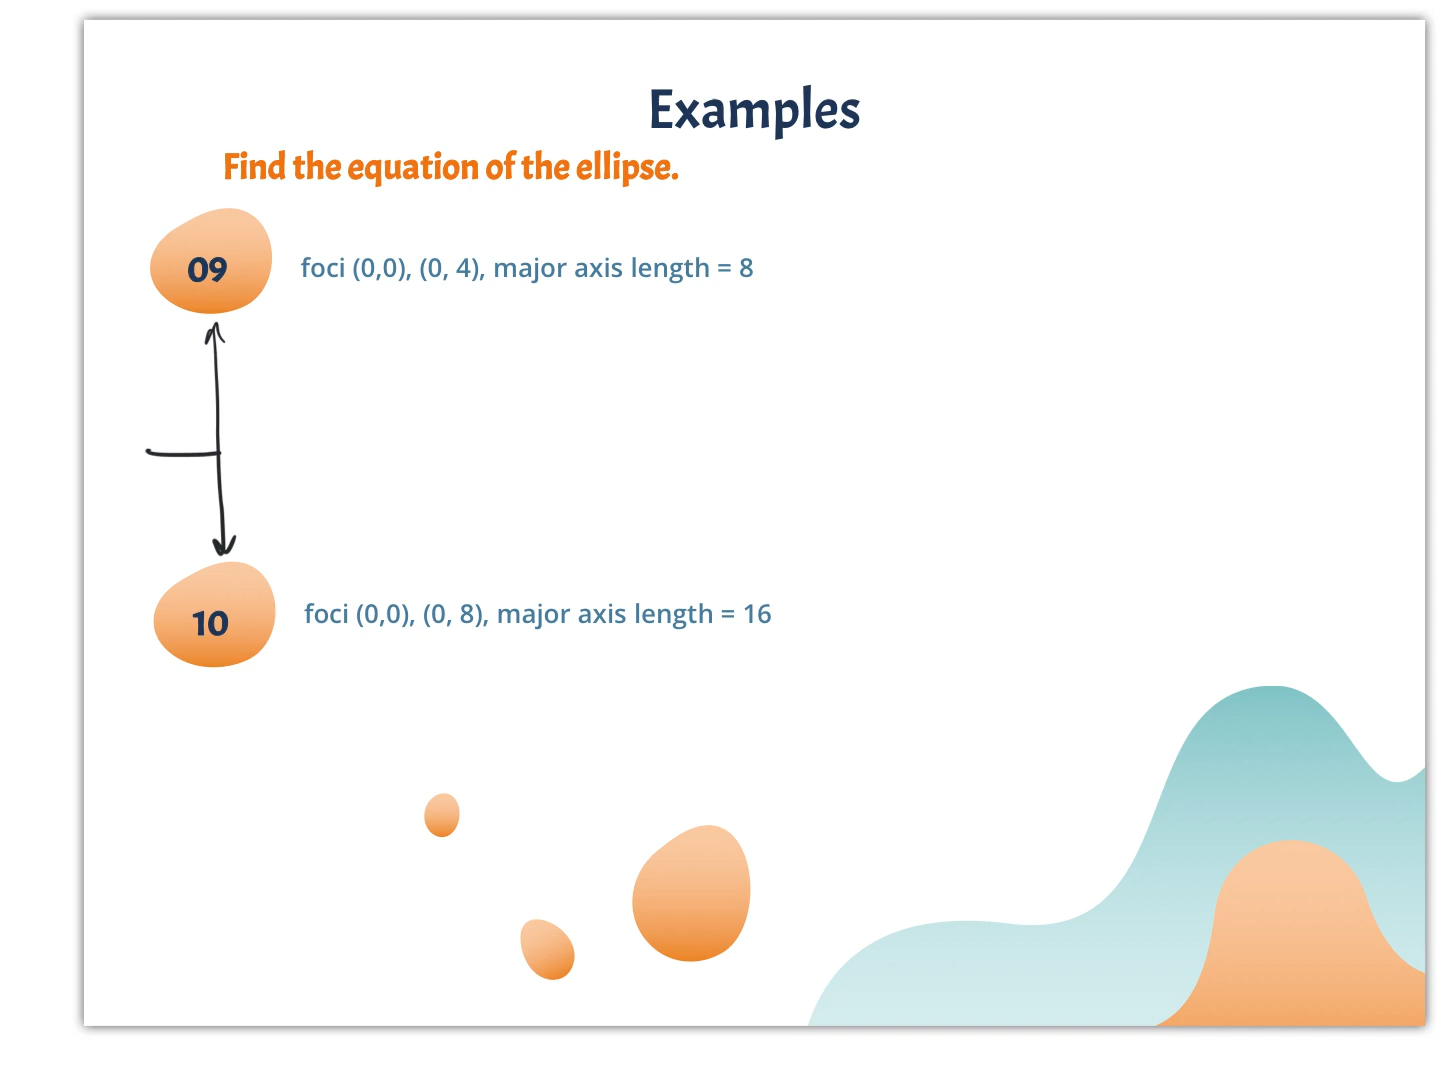 Examples
Find the equation of the ellipse.
09
foci (0,0), (0, 4), major axis length = 8
10
foci (0,0), (0, 8), major axis length = 16